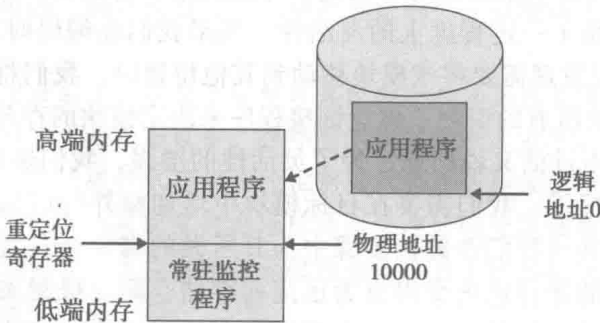 高端内存
应用程序
应用程序
逻辑
地址0
重定位
寄存器
物理地址
10000
常驻监控
程序
低端内存